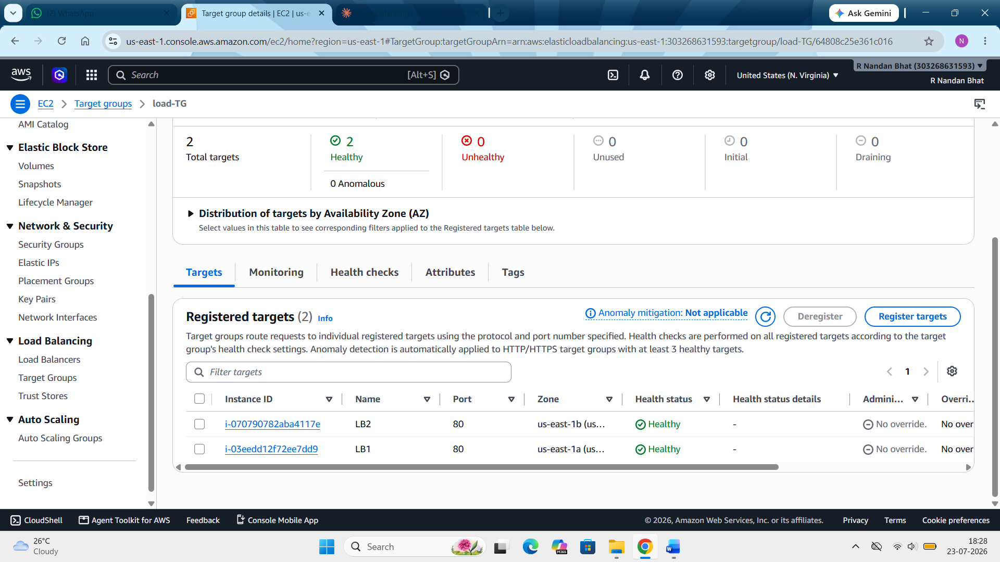 (2) WhatsApp
Target group details | EC2 | us-e
Ask Gemini
us-east-1.console.aws.amazon.com/ec2/home?region=us-east-1#TargetGroup:targetGroupArn=arn:aws:elasticloadbalancing:us-east-1:303268631593:targetgroup/load-TG/64808c25e361c016
N
aws
Search
[Alt+S]
United States (N. Virginia)
R Nandan Bhat (303268631593)
R Nandan Bhat
EC2
Target groups
load-TG
AMI Catalog
Elastic Block Store
Volumes
Snapshots
Lifecycle Manager
Network & Security
Security Groups
Elastic IPs
Placement Groups
Key Pairs
Network Interfaces
Load Balancing
Load Balancers
Target Groups
Trust Stores
Auto Scaling
Auto Scaling Groups
Settings
2
Total targets
2
Healthy
0 Anomalous
0
Unhealthy
0
Unused
0
Initial
0
Draining
Distribution of targets by Availability Zone (AZ)
Select values in this table to see corresponding filters applied to the Registered targets table below.
Targets
Monitoring
Health checks
Attributes
Tags
Registered targets (2) Info
Anomaly mitigation: Not applicable
Deregister
Register targets
Target groups route requests to individual registered targets using the protocol and port number specified. Health checks are performed on all registered targets according to the target
group's health check settings. Anomaly detection is automatically applied to HTTP/HTTPS target groups with at least 3 healthy targets.
Filter targets
1
Instance ID Name Port Zone Health status Health status details Admini... Overri...
i-070790782aba4117e LB2 80 us-east-1b (us... Healthy - No override. No over
i-03eedd12f72ee7dd9 LB1 80 us-east-1a (us... Healthy - No override. No over
CloudShell
Agent Toolkit for AWS
Feedback
Console Mobile App
© 2026, Amazon Web Services, Inc. or its affiliates.
Privacy
Terms
Cookie preferences
26°C
Cloudy
Search
M365
W
18:28
23-07-2026